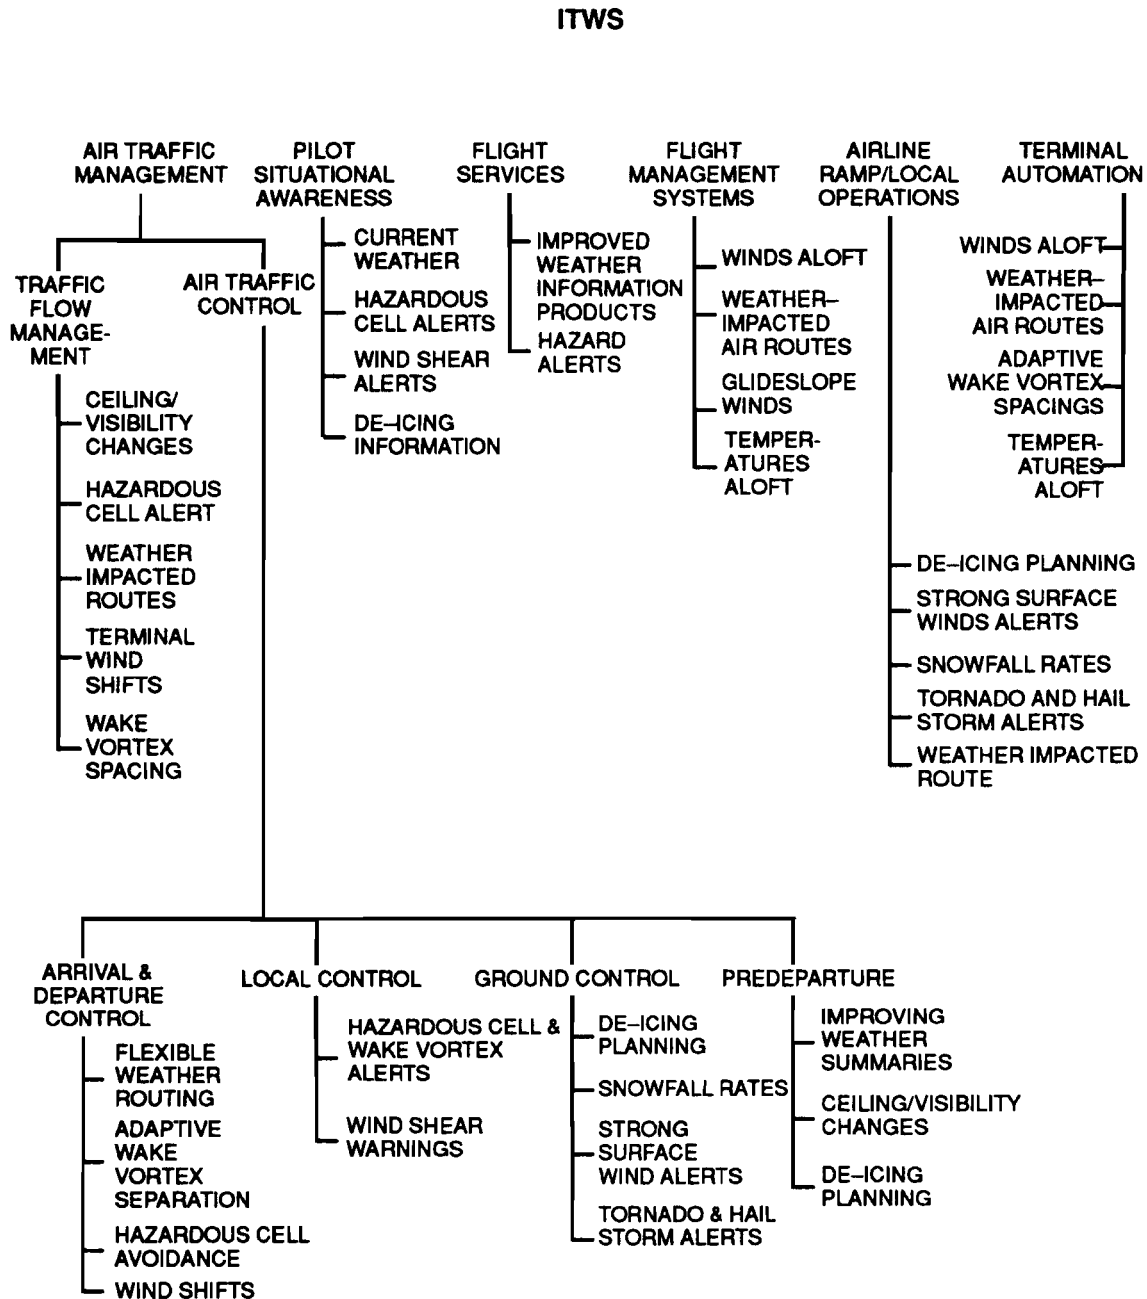 ITWS
AIR TRAFFIC
MANAGEMENT
PILOT
SITUATIONAL
AWARENESS
FLIGHT
SERVICES
FLIGHT
MANAGEMENT
SYSTEMS
AIRLINE
RAMP/LOCAL
OPERATIONS
TERMINAL
AUTOMATION
TRAFFIC
FLOW
MANAGE-
MENT
CEILING/
VISIBILITY
CHANGES
HAZARDOUS
CELL ALERT
WEATHER
IMPACTED
ROUTES
TERMINAL
WIND
SHIFTS
WAKE
VORTEX
SPACING
AIR TRAFFIC
CONTROL
CURRENT
WEATHER
HAZARDOUS
CELL ALERTS
WIND SHEAR
ALERTS
DE–ICING
INFORMATION
IMPROVED
WEATHER
INFORMATION
PRODUCTS
HAZARD
ALERTS
WINDS ALOFT
WEATHER–
IMPACTED
AIR ROUTES
GLIDESLOPE
WINDS
TEMPER-
ATURES
ALOFT
DE–ICING PLANNING
STRONG SURFACE
WINDS ALERTS
SNOWFALL RATES
TORNADO AND HAIL
STORM ALERTS
WEATHER IMPACTED
ROUTE
WINDS ALOFT
WEATHER–
IMPACTED
AIR ROUTES
ADAPTIVE
WAKE VORTEX
SPACINGS
TEMPER-
ATURES
ALOFT
ARRIVAL &
DEPARTURE
CONTROL
FLEXIBLE
WEATHER
ROUTING
ADAPTIVE
WAKE
VORTEX
SEPARATION
HAZARDOUS CELL
AVOIDANCE
WIND SHIFTS
LOCAL CONTROL
HAZARDOUS CELL &
WAKE VORTEX
ALERTS
WIND SHEAR
WARNINGS
GROUND CONTROL
DE–ICING
PLANNING
SNOWFALL RATES
STRONG
SURFACE
WIND ALERTS
TORNADO & HAIL
STORM ALERTS
PREDEPARTURE
IMPROVING
WEATHER
SUMMARIES
CEILING/VISIBILITY
CHANGES
DE–ICING
PLANNING